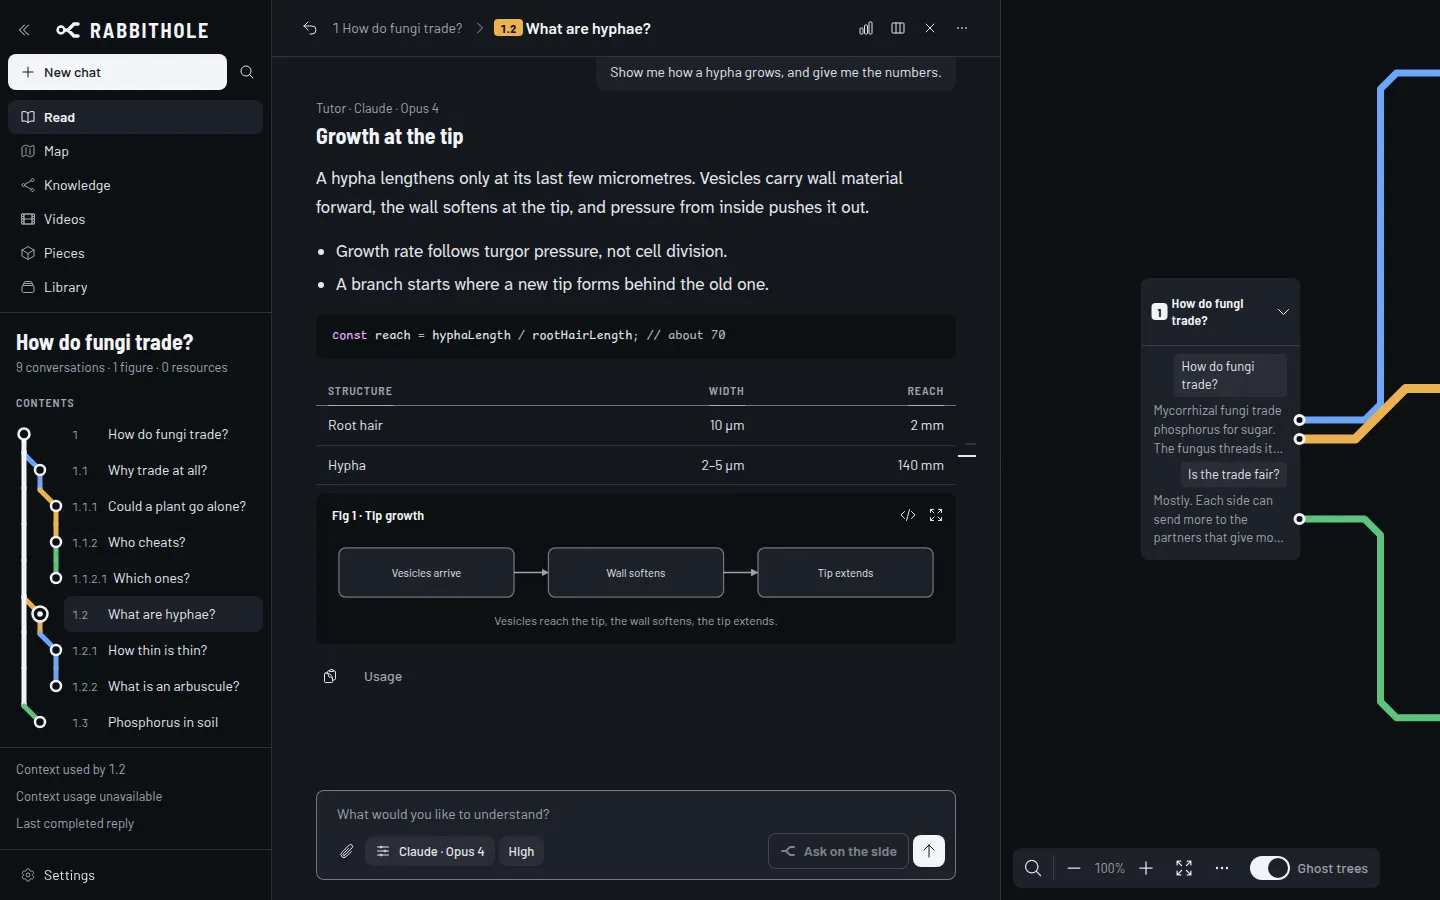 RABBITHOLE
New chat
Read
Map
Knowledge
Videos
Pieces
Library
How do fungi trade?
9 conversations · 1 figure · 0 resources
CONTENTS
1 How do fungi trade?
1.1 Why trade at all?
1.1.1 Could a plant go alone?
1.1.2 Who cheats?
1.1.2.1 Which ones?
1.2 What are hyphae?
1.2.1 How thin is thin?
1.2.2 What is an arbuscule?
1.3 Phosphorus in soil
Context used by 1.2
Context usage unavailable
Last completed reply
Settings
1 How do fungi trade? 1.2 What are hyphae?
Show me how a hypha grows, and give me the numbers.
Tutor · Claude · Opus 4
Growth at the tip
A hypha lengthens only at its last few micrometres. Vesicles carry wall material
forward, the wall softens at the tip, and pressure from inside pushes it out.
Growth rate follows turgor pressure, not cell division.
A branch starts where a new tip forms behind the old one.
const reach = hyphaLength / rootHairLength; // about 70
STRUCTURE WIDTH REACH
Root hair 10 µm 2 mm
Hypha 2–5 µm 140 mm
Fig 1 · Tip growth
Vesicles arrive Wall softens Tip extends
Vesicles reach the tip, the wall softens, the tip extends.
Usage
What would you like to understand?
Claude · Opus 4 High Ask on the side
1 How do fungi
trade?
How do fungi
trade?
Mycorrhizal fungi trade
phosphorus for sugar.
The fungus threads it...
Is the trade fair?
Mostly. Each side can
send more to the
partners that give mo...
100% Ghost trees